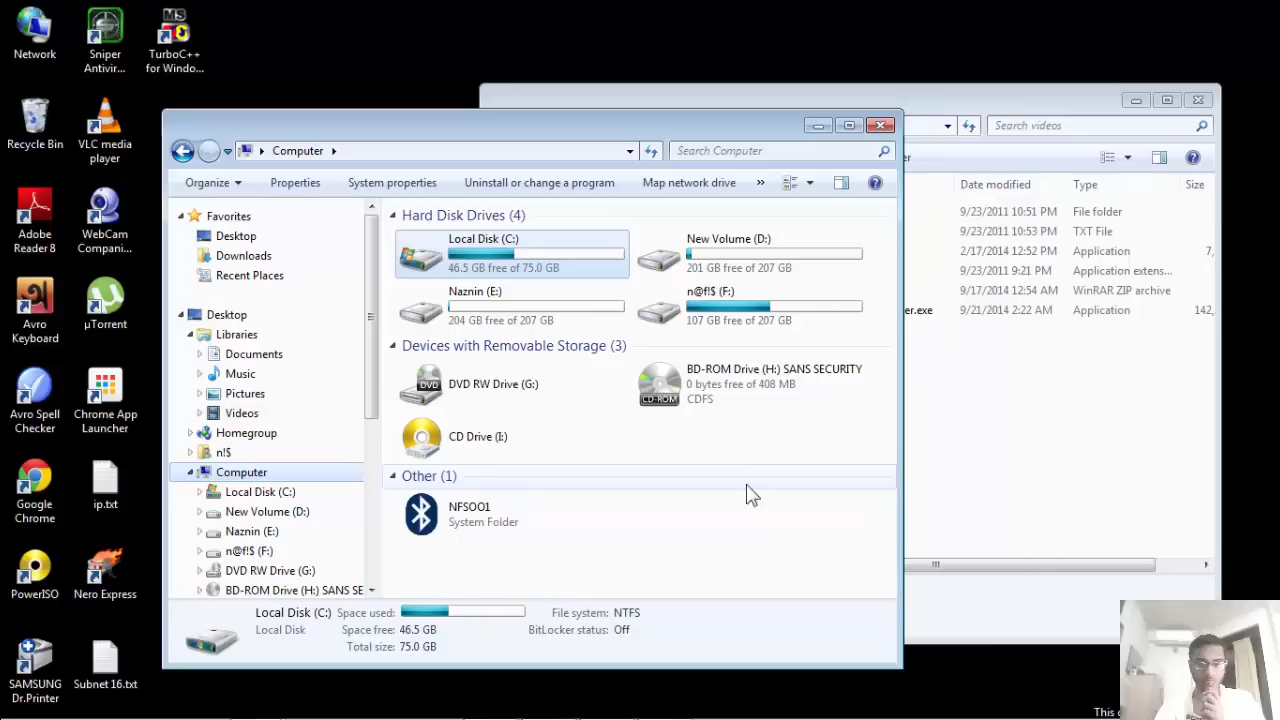 Network
Sniper
Antivir...
MS
TurboC++
for Windo...
Recycle Bin
VLC media
player
Adobe
Reader 8
WebCam
Compani...
Avro
Keyboard
µTorrent
Avro Spell
Checker
Chrome App
Launcher
Google
Chrome
ip.txt
PowerISO
Nero Express
SAMSUNG
Dr.Printer
Subnet 16.txt
Computer
Search Computer
Organize
Properties
System properties
Uninstall or change a program
Map network drive
»
Favorites
Desktop
Downloads
Recent Places
Desktop
Libraries
Documents
Music
Pictures
Videos
Homegroup
n!$
Computer
Local Disk (C:)
New Volume (D:)
Naznin (E:)
n@f!$ (F:)
DVD RW Drive (G:)
BD-ROM Drive (H:) SANS SE
Hard Disk Drives (4)
Local Disk (C:)
46.5 GB free of 75.0 GB
New Volume (D:)
201 GB free of 207 GB
Naznin (E:)
204 GB free of 207 GB
n@f!$ (F:)
107 GB free of 207 GB
Devices with Removable Storage (3)
DVD
DVD RW Drive (G:)
CD-ROM
BD-ROM Drive (H:) SANS SECURITY
0 bytes free of 408 MB
CDFS
CD Drive (I:)
Other (1)
NFSOO1
System Folder
Local Disk (C:) Space used:
File system: NTFS
Local Disk
Space free: 46.5 GB
BitLocker status: Off
Total size: 75.0 GB
Search videos
er
Date modified
Type
Size
9/23/2011 10:51 PM File folder
9/23/2011 10:53 PM TXT File
2/17/2014 12:52 PM Application 7,
9/23/2011 9:21 PM Application extens...
9/17/2014 12:54 AM WinRAR ZIP archive
er.exe 9/21/2014 2:22 AM Application 142,
This c